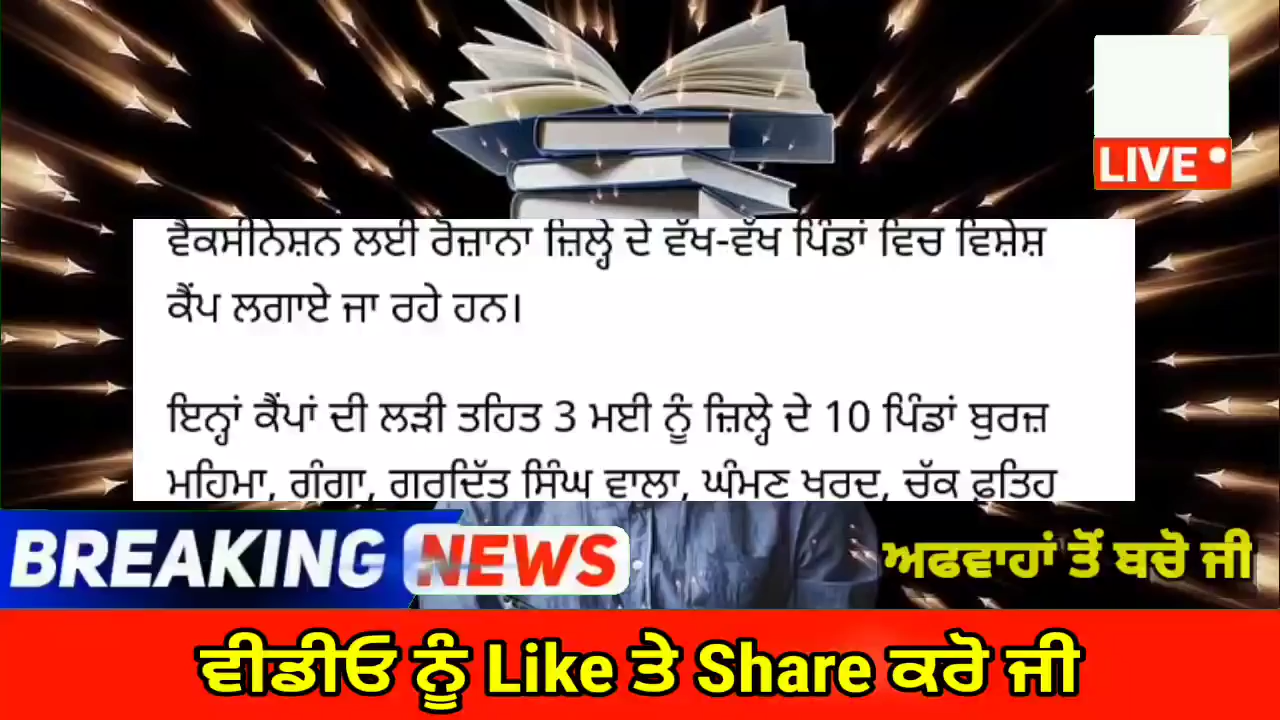 LIVE
ਵੈਕਸੀਨੇਸ਼ਨ ਲਈ ਰੋਜ਼ਾਨਾ ਜ਼ਿਲ੍ਹੇ ਦੇ ਵੱਖ-ਵੱਖ ਪਿੰਡਾਂ ਵਿਚ ਵਿਸ਼ੇਸ਼
ਕੈਂਪ ਲਗਾਏ ਜਾ ਰਹੇ ਹਨ।
ਇਨ੍ਹਾਂ ਕੈਂਪਾਂ ਦੀ ਲੜੀ ਤਹਿਤ 3 ਮਈ ਨੂੰ ਜ਼ਿਲ੍ਹੇ ਦੇ 10 ਪਿੰਡਾਂ ਬੁਰਜ਼
ਮਹਿਮਾ, ਗੰਗਾ, ਗੁਰਦਿੱਤ ਸਿੰਘ ਵਾਲਾ, ਘੁੰਮਣ ਖੁਰਦ, ਚੱਕ ਫ਼ਤਿਹ
BREAKING NEWS
ਅਫਵਾਹਾਂ ਤੋਂ ਬਚੋ ਜੀ
ਵੀਡੀਓ ਨੂੰ Like ਤੇ Share ਕਰੋ ਜੀ